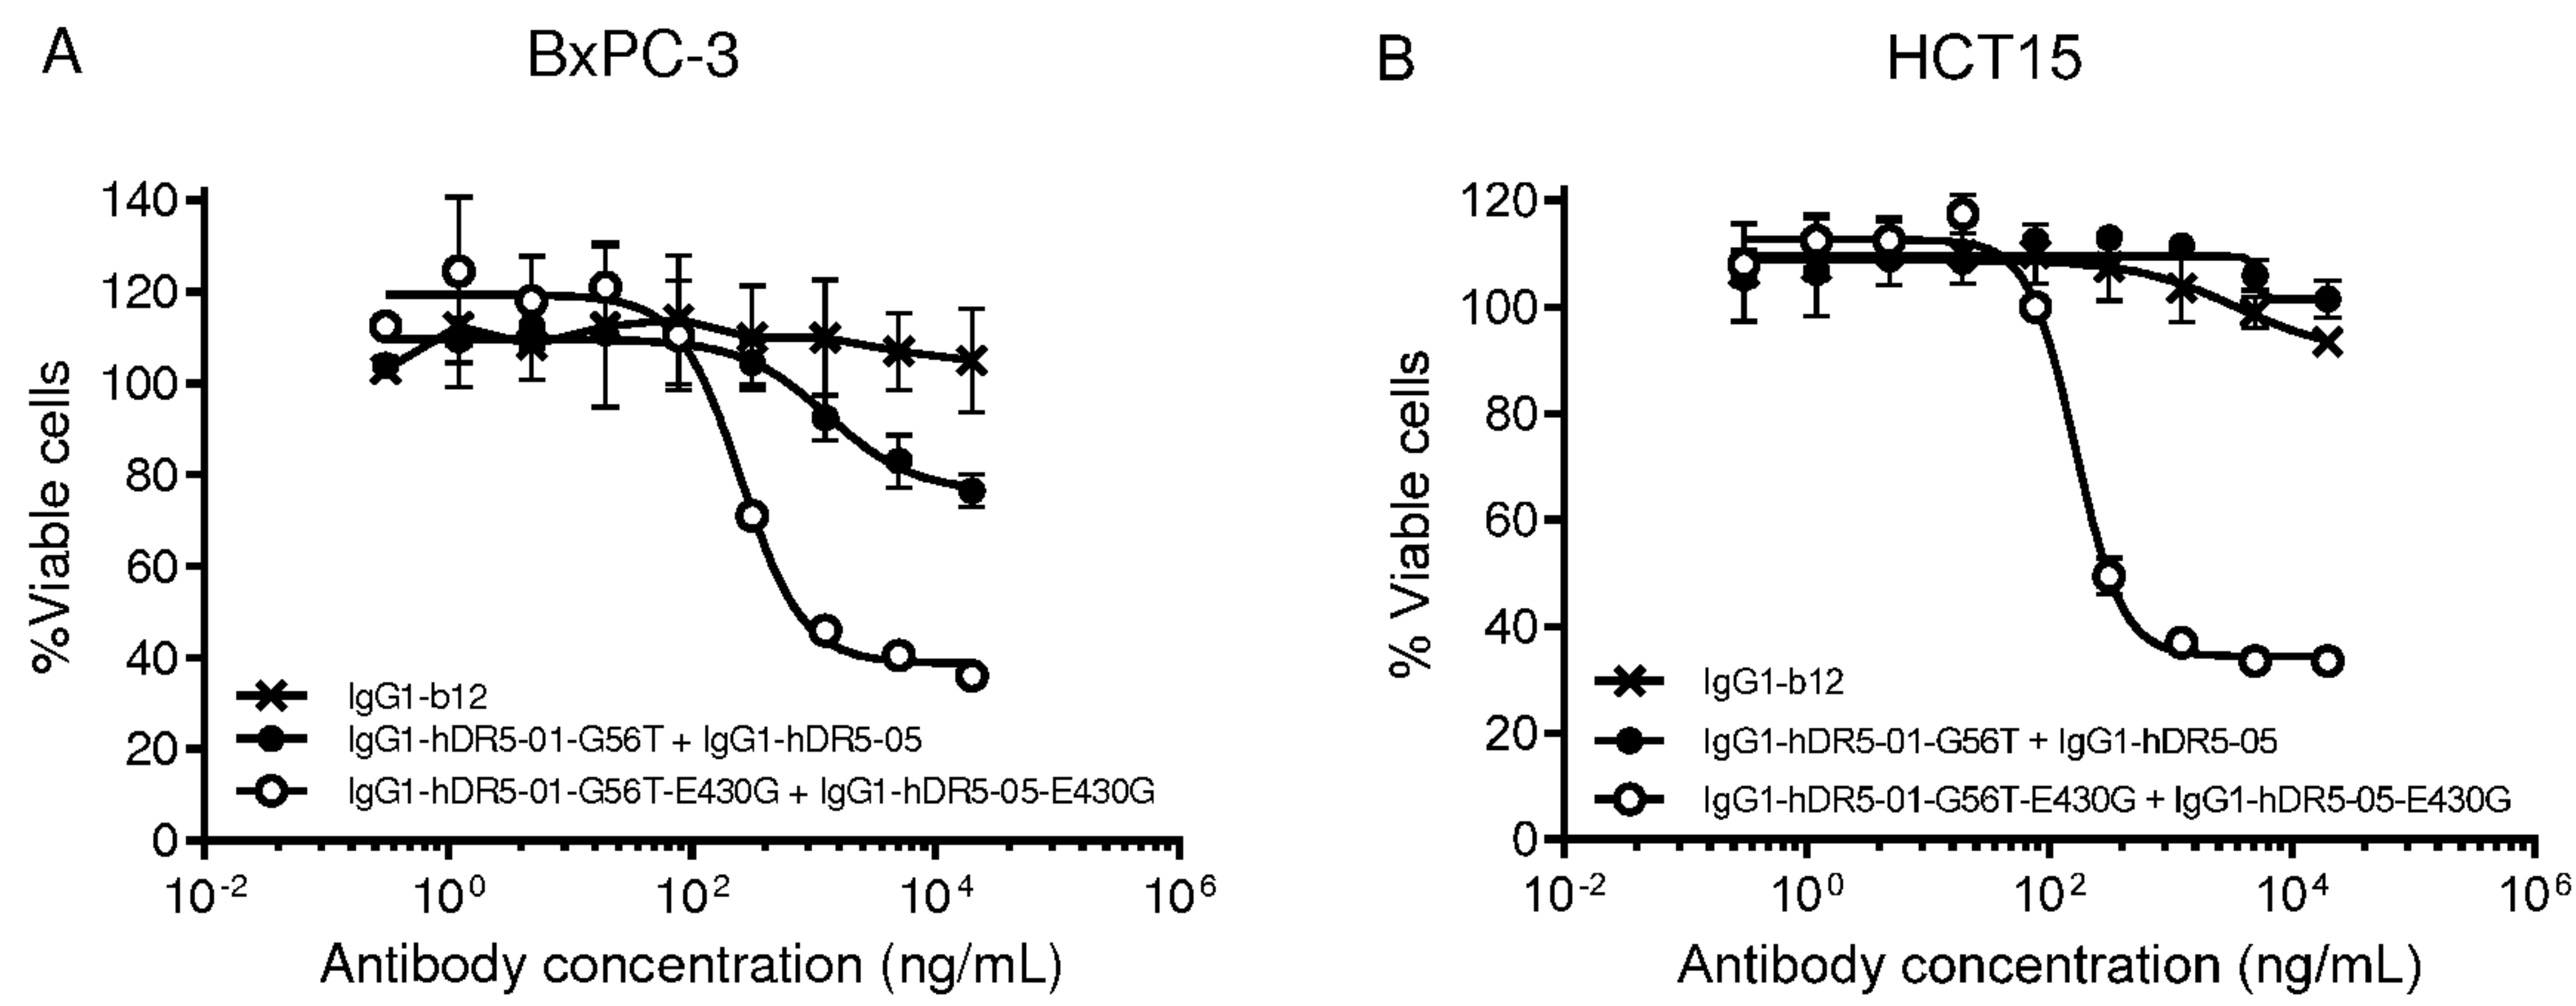 A
BxPC-3
%Viable cells
140
120
100
80
60
40
20
0
IgG1-b12
IgG1-hDR5-01-G56T + IgG1-hDR5-05
IgG1-hDR5-01-G56T-E430G + IgG1-hDR5-05-E430G
10-2
100
102
104
106
Antibody concentration (ng/mL)
B
HCT15
% Viable cells
120
100
80
60
40
20
0
IgG1-b12
IgG1-hDR5-01-G56T + IgG1-hDR5-05
IgG1-hDR5-01-G56T-E430G + IgG1-hDR5-05-E430G
10-2
100
102
104
106
Antibody concentration (ng/mL)